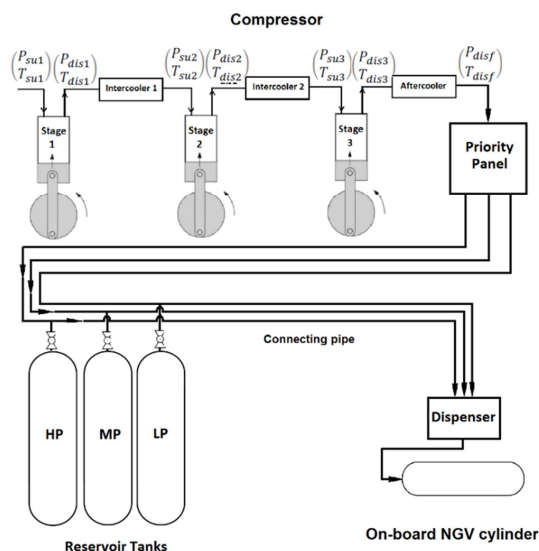 Compressor
(P_su1 T_su1) (P_dis1 T_dis1)
Intercooler 1
(P_su2 T_su2) (P_dis2 T_dis2)
Intercooler 2
(P_su3 T_su3) (P_dis3 T_dis3)
Aftercooler
(P_disf T_disf)
Stage
1
Stage
2
Stage
3
Priority
Panel
Connecting pipe
HP
MP
LP
Dispenser
On-board NGV cylinder
Reservoir Tanks